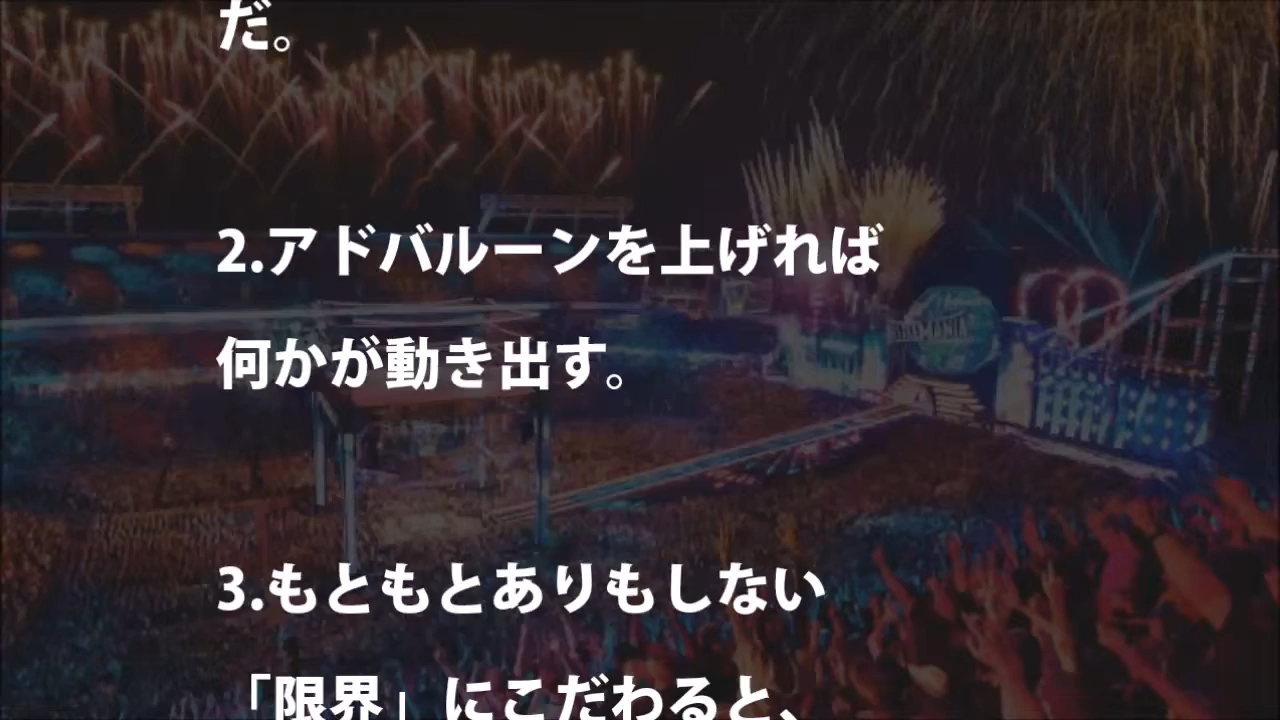 だ。
2.アドバルーンを上げれば
何かが動き出す。
3.もともとありもしない
「限界」にこだわると、